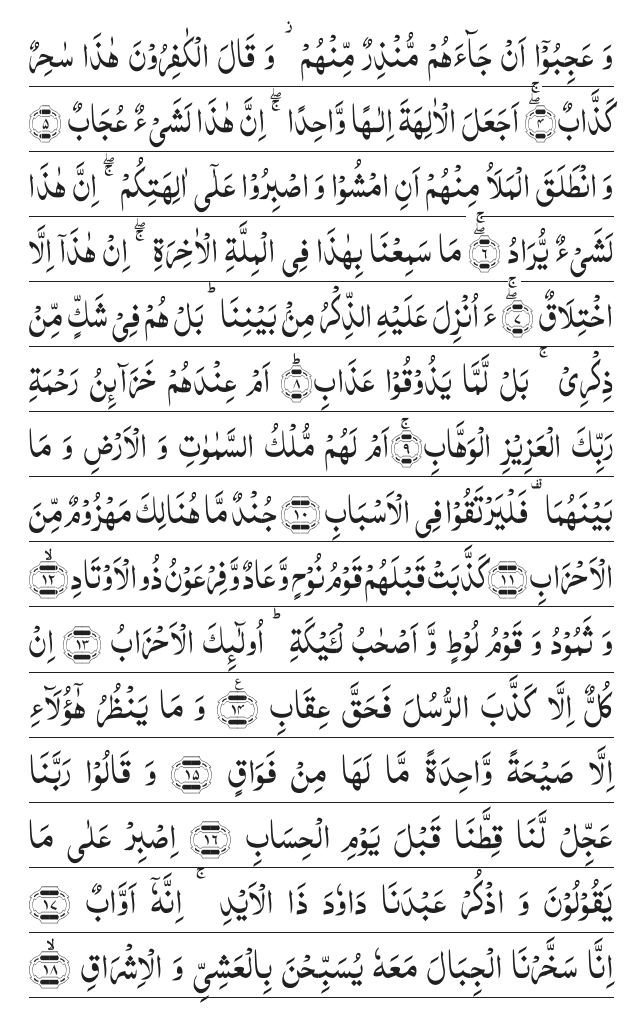 وَ عَجِبُوْۤا اَنْ جَآءَهُمْ مُّنْذِرٌ مِّنْهُمْ ؗ وَ قَالَ الْكٰفِرُوْنَ هٰذَا سٰحِرٌ
كَذَّابٌ ۖۚ‏﴿۴﴾ اَجَعَلَ الْاٰلِهَةَ اِلٰـهًا وَّاحِدًا ۖۚ اِنَّ هٰذَا لَشَیْءٌ عُجَابٌ ﴿۵﴾
وَ انْطَلَقَ الْمَلَاُ مِنْهُمْ اَنِ امْشُوْا وَ اصْبِرُوْا عَلٰۤی اٰلِهَتِكُمْ ۖۚ اِنَّ هٰذَا
لَشَیْءٌ یُّرَادُ ۖۚ‏﴿۶﴾ مَا سَمِعْنَا بِهٰذَا فِی الْمِلَّةِ الْاٰخِرَةِ ۖۚ اِنْ هٰذَاۤ اِلَّا
اخْتِلَاقٌ ۖۚ‏﴿۷﴾ ءَ اُنْزِلَ عَلَیْهِ الذِّكْرُ مِنْۢ بَیْنِنَا ؕ بَلْ هُمْ فِیْ شَكٍّ مِّنْ
ذِكْرِیْ ۚ بَلْ لَّمَّا یَذُوْقُوْا عَذَابِ ؕ‏﴿۸﴾ اَمْ عِنْدَهُمْ خَزَآىِٕنُ رَحْمَةِ
رَبِّكَ الْعَزِیْزِ الْوَهَّابِ ۚ‏﴿۹﴾ اَمْ لَهُمْ مُّلْكُ السَّمٰوٰتِ وَ الْاَرْضِ وَ مَا
بَیْنَهُمَا ۫ فَلْیَرْتَقُوْا فِی الْاَسْبَابِ ﴿۱۰﴾ جُنْدٌ مَّا هُنَالِكَ مَهْزُوْمٌ مِّنَ
الْاَحْزَابِ ﴿۱۱﴾ كَذَّبَتْ قَبْلَهُمْ قَوْمُ نُوْحٍ وَّ عَادٌ وَّ فِرْعَوْنُ ذُو الْاَوْتَادِ ۙ‏﴿۱۲﴾
وَ ثَمُوْدُ وَ قَوْمُ لُوْطٍ وَّ اَصْحٰبُ لْـَٔیْكَةِ ؕ اُولٰٓىِٕكَ الْاَحْزَابُ ﴿۱۳﴾ اِنْ
كُلٌّ اِلَّا كَذَّبَ الرُّسُلَ فَحَقَّ عِقَابِ ۧ‏﴿۱۴﴾ وَ مَا یَنْظُرُ هٰۤؤُلَآءِ
اِلَّا صَیْحَةً وَّاحِدَةً مَّا لَهَا مِنْ فَوَاقٍ ﴿۱۵﴾ وَ قَالُوْا رَبَّنَا
عَجِّلْ لَّنَا قِطَّنَا قَبْلَ یَوْمِ الْحِسَابِ ﴿۱۶﴾ اِصْبِرْ عَلٰی مَا
یَقُوْلُوْنَ وَ اذْكُرْ عَبْدَنَا دَاوٗدَ ذَا الْاَیْدِ ۚ اِنَّهٗۤ اَوَّابٌ ﴿۱۷﴾
اِنَّا سَخَّرْنَا الْجِبَالَ مَعَهٗ یُسَبِّحْنَ بِالْعَشِیِّ وَ الْاِشْرَاقِ ۙ‏﴿۱۸﴾